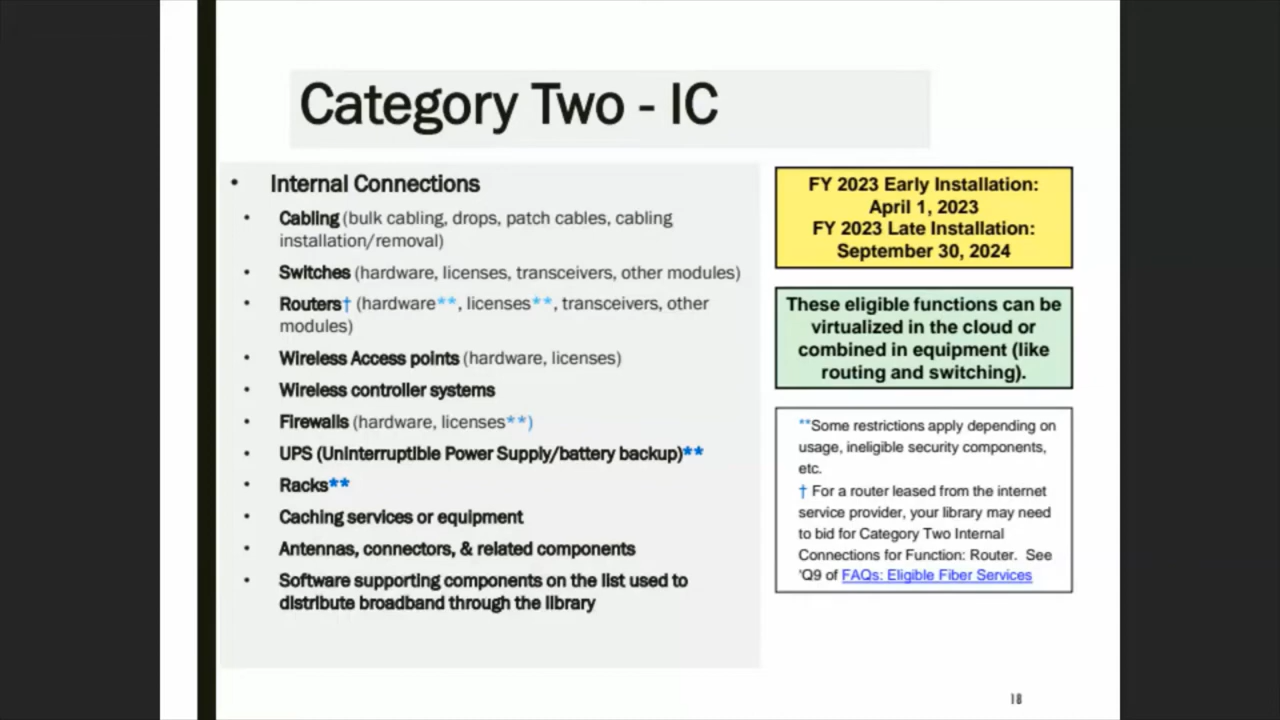 Category Two - IC
• Internal Connections
• Cabling (bulk cabling, drops, patch cables, cabling
installation/removal)
• Switches (hardware, licenses, transceivers, other modules)
• Routers† (hardware**, licenses**, transceivers, other
modules)
• Wireless Access points (hardware, licenses)
• Wireless controller systems
• Firewalls (hardware, licenses**)
• UPS (Uninterruptible Power Supply/battery backup)**
• Racks**
• Caching services or equipment
• Antennas, connectors, & related components
• Software supporting components on the list used to
distribute broadband through the library
FY 2023 Early Installation:
April 1, 2023
FY 2023 Late Installation:
September 30, 2024
These eligible functions can be
virtualized in the cloud or
combined in equipment (like
routing and switching).
**Some restrictions apply depending on
usage, ineligible security components,
etc.
† For a router leased from the internet
service provider, your library may need
to bid for Category Two Internal
Connections for Function: Router. See
'Q9 of FAQs: Eligible Fiber Services
18